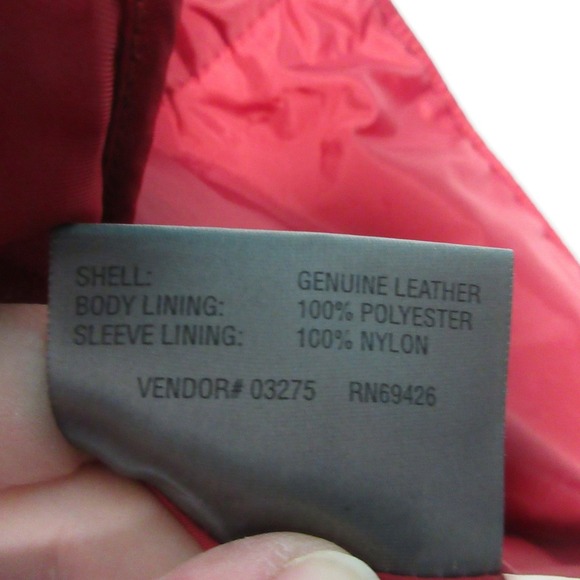 SHELL: GENUINE LEATHER
BODY LINING: 100% POLYESTER
SLEEVE LINING: 100% NYLON
VENDOR# 03275 RN69426